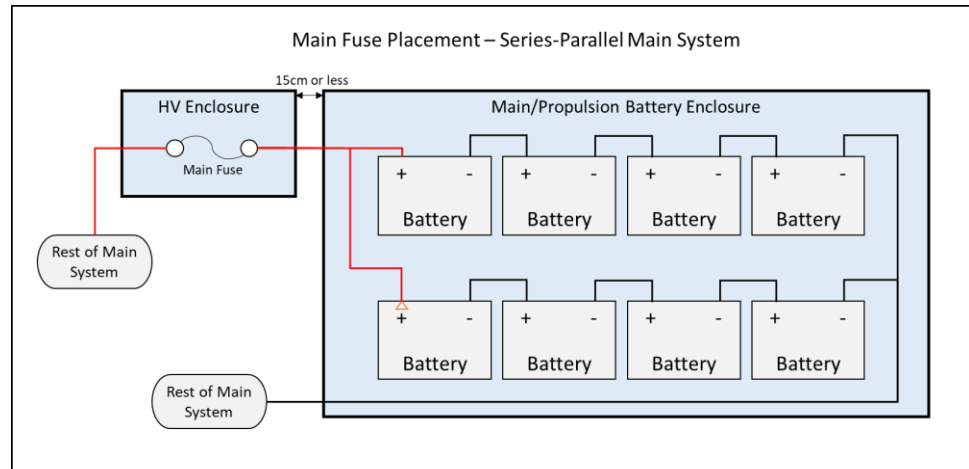 Main Fuse Placement – Series-Parallel Main System
15cm or less
HV Enclosure
Main/Propulsion Battery Enclosure
Main Fuse
+ - + - + - + -
Battery Battery Battery Battery
Rest of Main
System
+ - + - + - + -
Battery Battery Battery Battery
Rest of Main
System